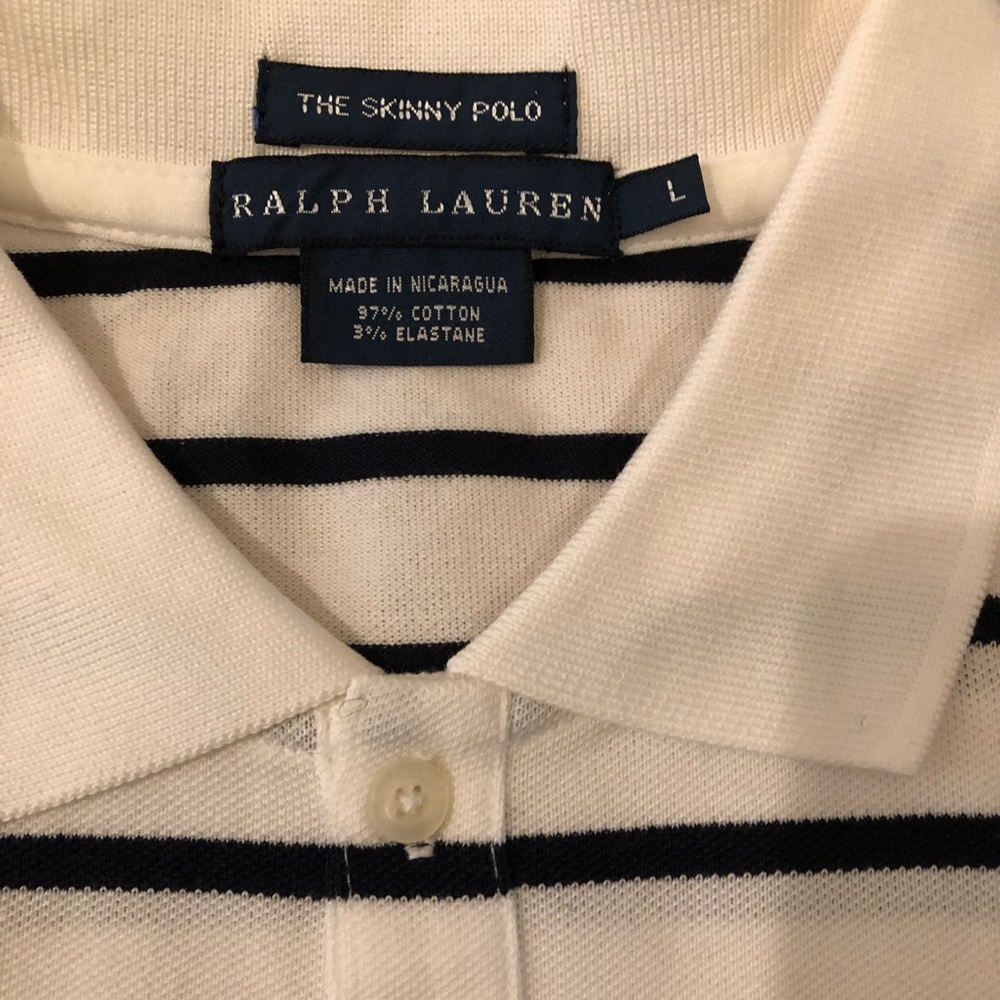 THE SKINNY POLO
RALPH LAUREN
L
MADE IN NICARAGUA
97% COTTON
3% ELASTANE